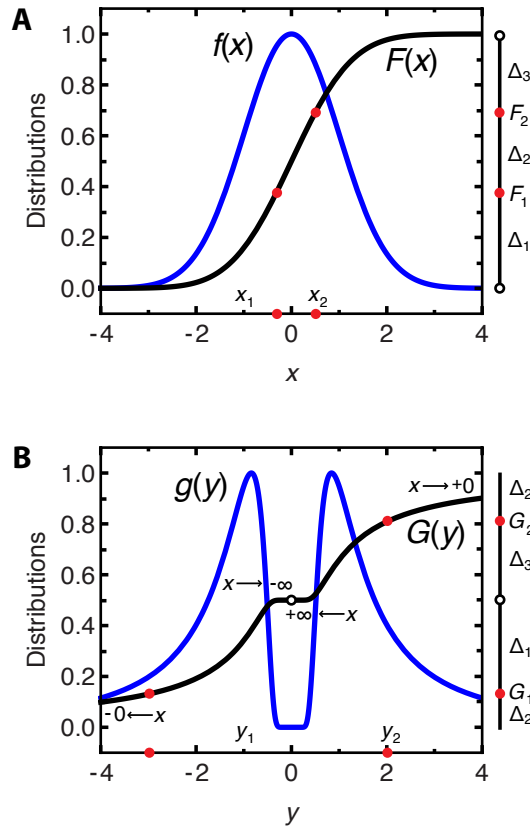 A
f(x)
F(x)
1.0
0.8
0.6
0.4
0.2
0.0
Distributions
x1
x2
-4
-2
0
2
4
x
Δ3
F2
Δ2
F1
Δ1
B
g(y)
G(y)
x→+0
x→-∞
+∞←x
-0←x
1.0
0.8
0.6
0.4
0.2
0.0
Distributions
y1
y2
-4
-2
0
2
4
y
Δ2
G2
Δ3
Δ1
G1
Δ2